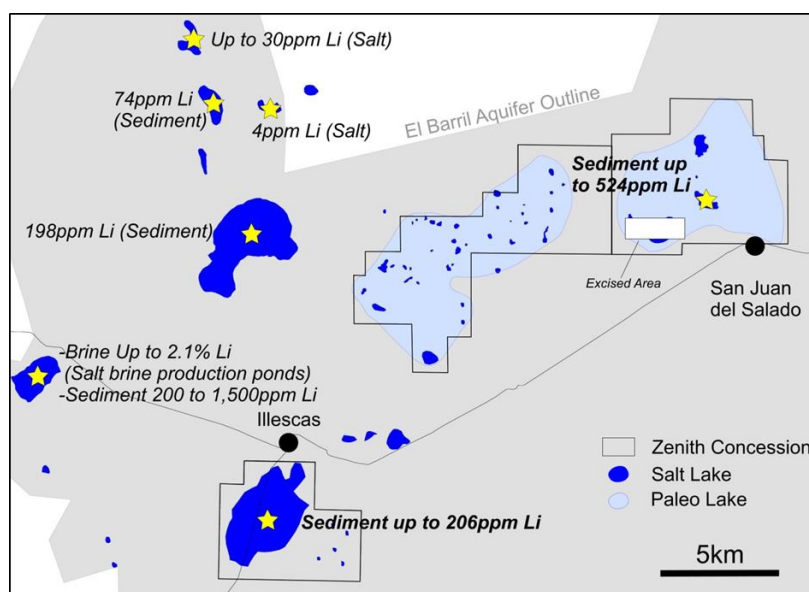 Up to 30ppm Li (Salt)
74ppm Li
(Sediment)
4ppm Li (Salt)
El Barril Aquifer Outline
Sediment up
to 524ppm Li
198ppm Li (Sediment)
Excised Area
San Juan
del Salado
-Brine Up to 2.1% Li
(Salt brine production ponds)
-Sediment 200 to 1,500ppm Li
Illescas
Zenith Concession
Salt Lake
Paleo Lake
Sediment up to 206ppm Li
5km